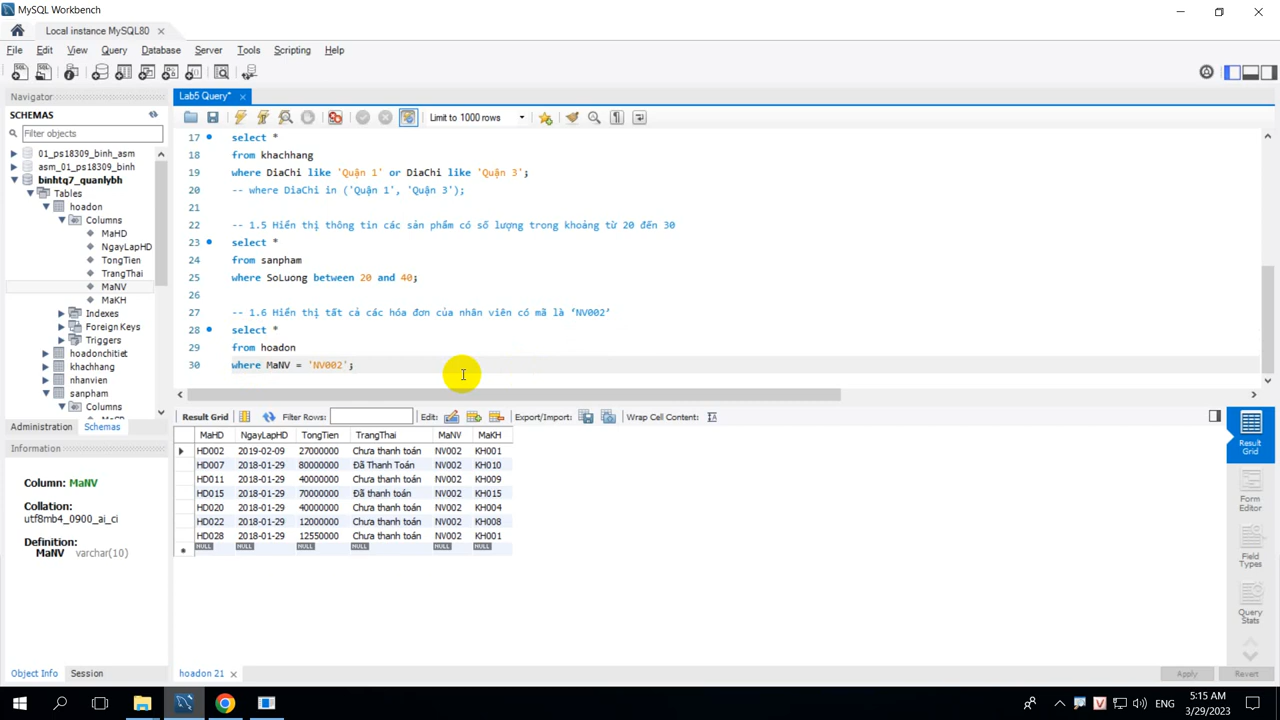 MySQL Workbench
Local instance MySQL80
File Edit View Query Database Server Tools Scripting Help
Navigator
SCHEMAS
Filter objects
01_ps18309_binh_asm
asm_01_ps18309_binh
binhtq7_quanlybh
Tables
hoadon
Columns
MaHD
NgayLapHD
TongTien
TrangThai
MaNV
MaKH
Indexes
Foreign Keys
Triggers
hoadonchitiet
khachhang
nhanvien
sanpham
Columns
Administration Schemas
Information
Column: MaNV
Collation:
utf8mb4_0900_ai_ci
Definition:
MaNV varchar(10)
Object Info Session
Lab5 Query*
Limit to 1000 rows
17 select *
18 from khachhang
19 where DiaChi like 'Quận 1' or DiaChi like 'Quận 3';
20 -- where DiaChi in ('Quận 1', 'Quận 3');
21
22 -- 1.5 Hiển thị thông tin các sản phẩm có số lượng trong khoảng từ 20 đến 30
23 select *
24 from sanpham
25 where SoLuong between 20 and 40;
26
27 -- 1.6 Hiển thị tất cả các hóa đơn của nhân viên có mã là ‘NV002’
28 select *
29 from hoadon
30 where MaNV = 'NV002';
Result Grid Filter Rows: Edit: Export/Import: Wrap Cell Content:
MaHD NgayLapHD TongTien TrangThai MaNV MaKH
HD002 2019-02-09 27000000 Chưa thanh toán NV002 KH001
HD007 2018-01-29 80000000 Đã Thanh Toán NV002 KH010
HD011 2018-01-29 40000000 Chưa thanh toán NV002 KH009
HD015 2018-01-29 70000000 Đã thanh toán NV002 KH015
HD020 2018-01-29 40000000 Chưa thanh toán NV002 KH004
HD022 2018-01-29 12000000 Chưa thanh toán NV002 KH008
HD028 2018-01-29 12550000 Chưa thanh toán NV002 KH001
NULL NULL NULL NULL NULL NULL
Result
Grid
Form
Editor
Field
Types
Query
Stats
hoadon 21
Apply Revert
ENG
5:15 AM
3/29/2023